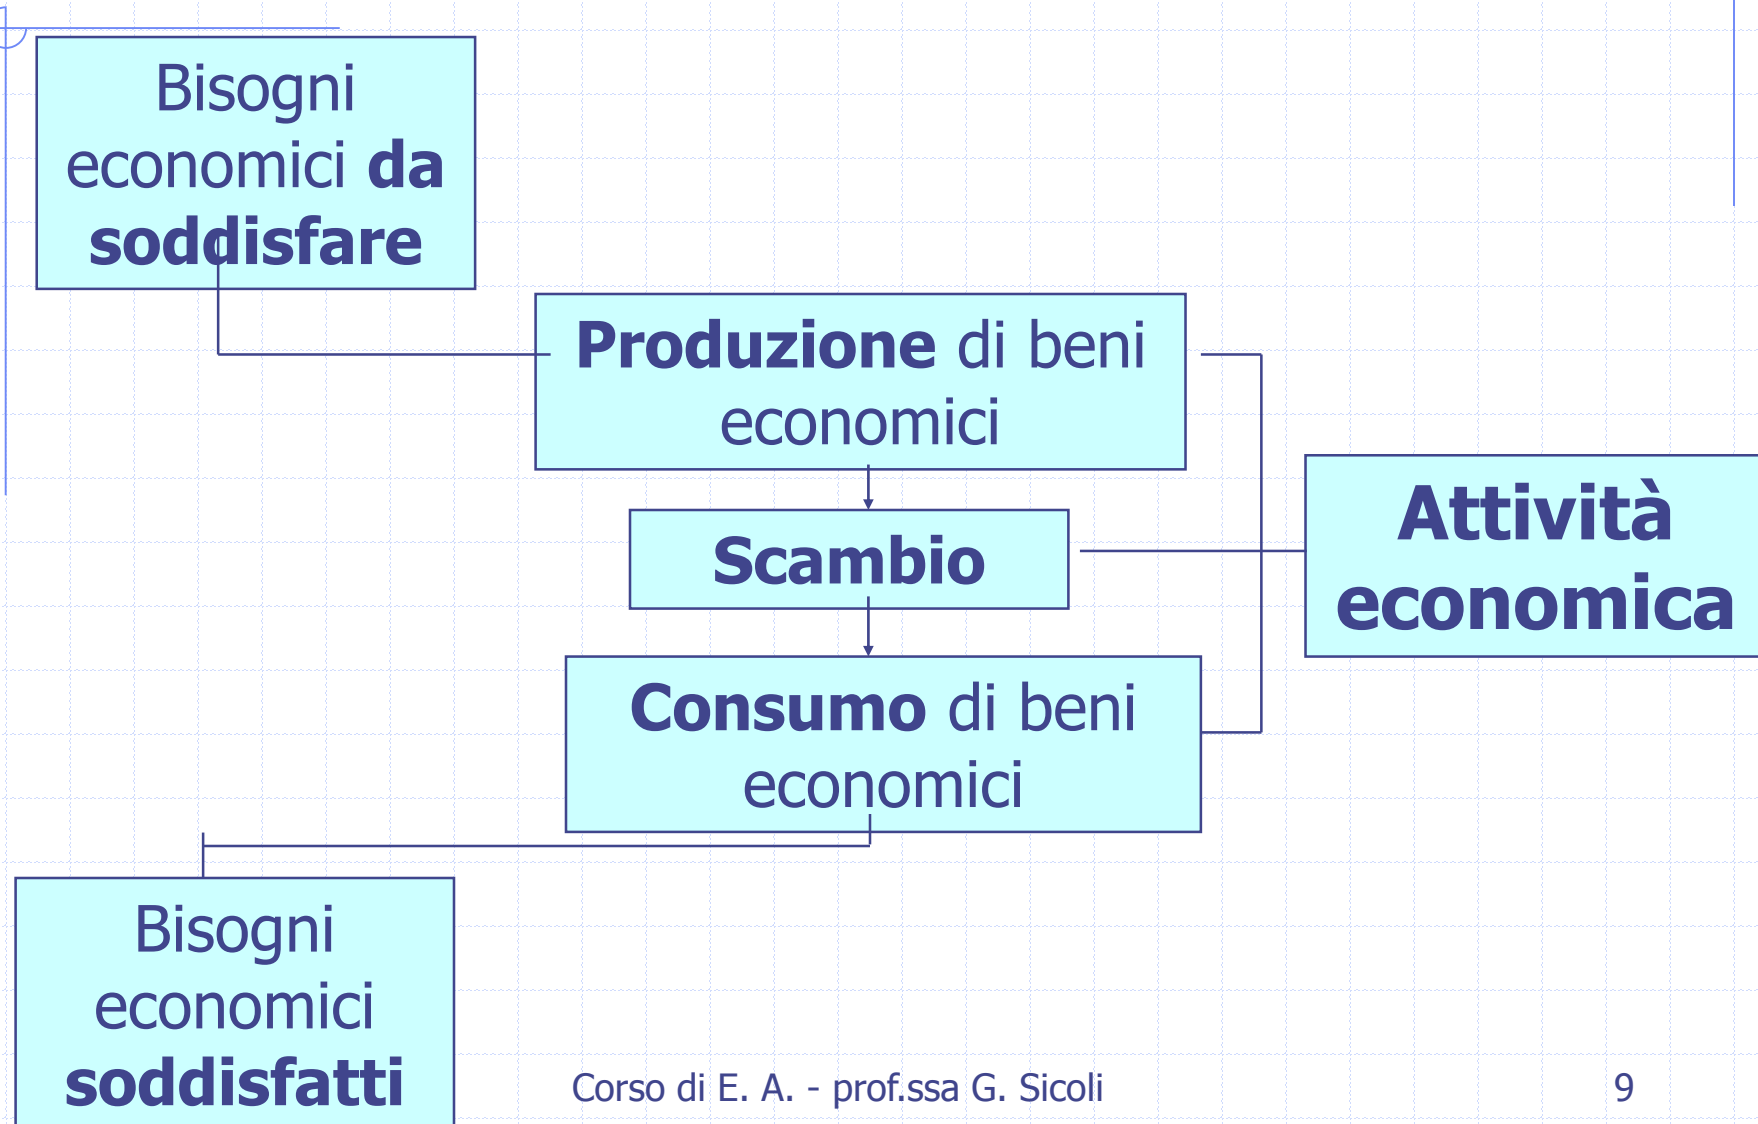 Bisogni
economici da
soddisfare
Produzione di beni
economici
Scambio
Attività
economica
Consumo di beni
economici
Bisogni
economici
soddisfatti
Corso di E. A. - prof.ssa G. Sicoli
9